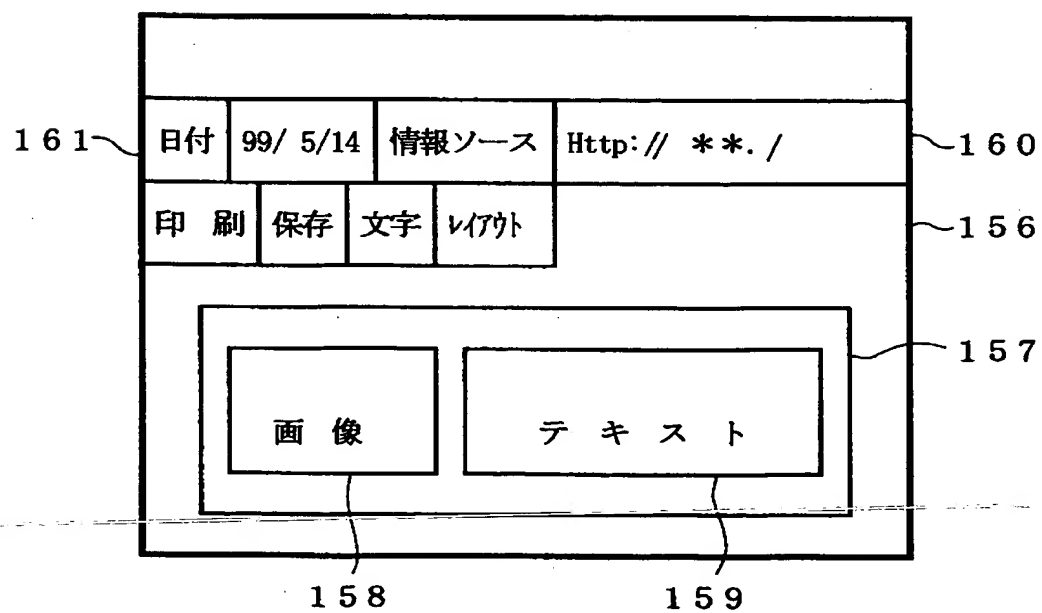 161 日付 99/ 5/14 情報ソース Http:// **./ 160
印 刷 保存 文字 ﾚｲｱｳﾄ 156
157
画 像 テ キ ス ト
158 159